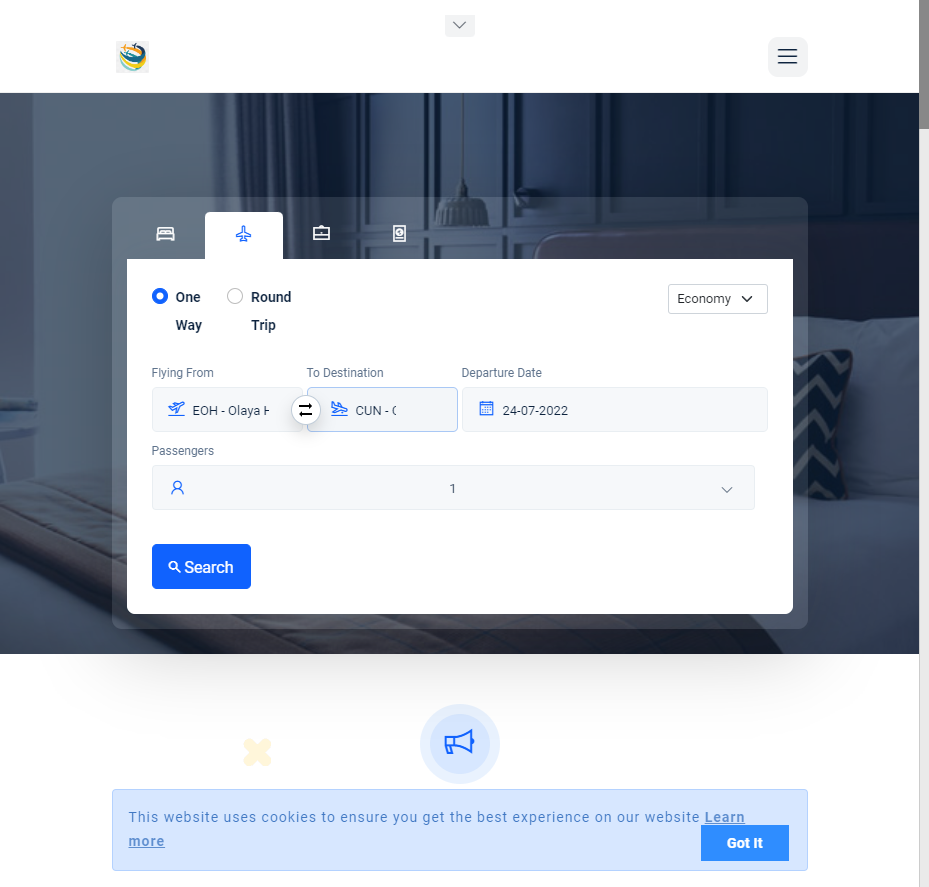 One Way
Round Trip
Economy
Flying From
To Destination
Departure Date
EOH - Olaya
CUN -
24-07-2022
Passengers
1
Search
This website uses cookies to ensure you get the best experience on our website Learn
more
Got It